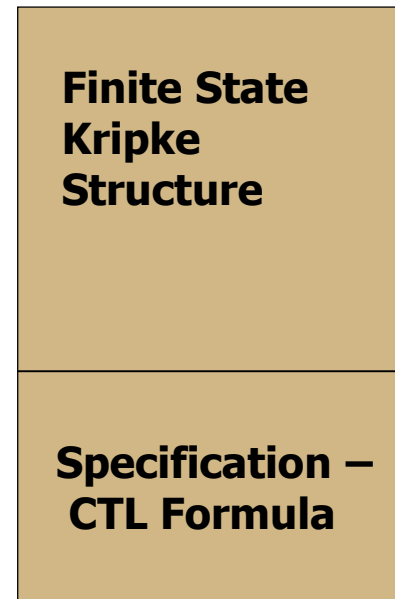 Finite State
Kripke
Structure
Specification –
CTL Formula